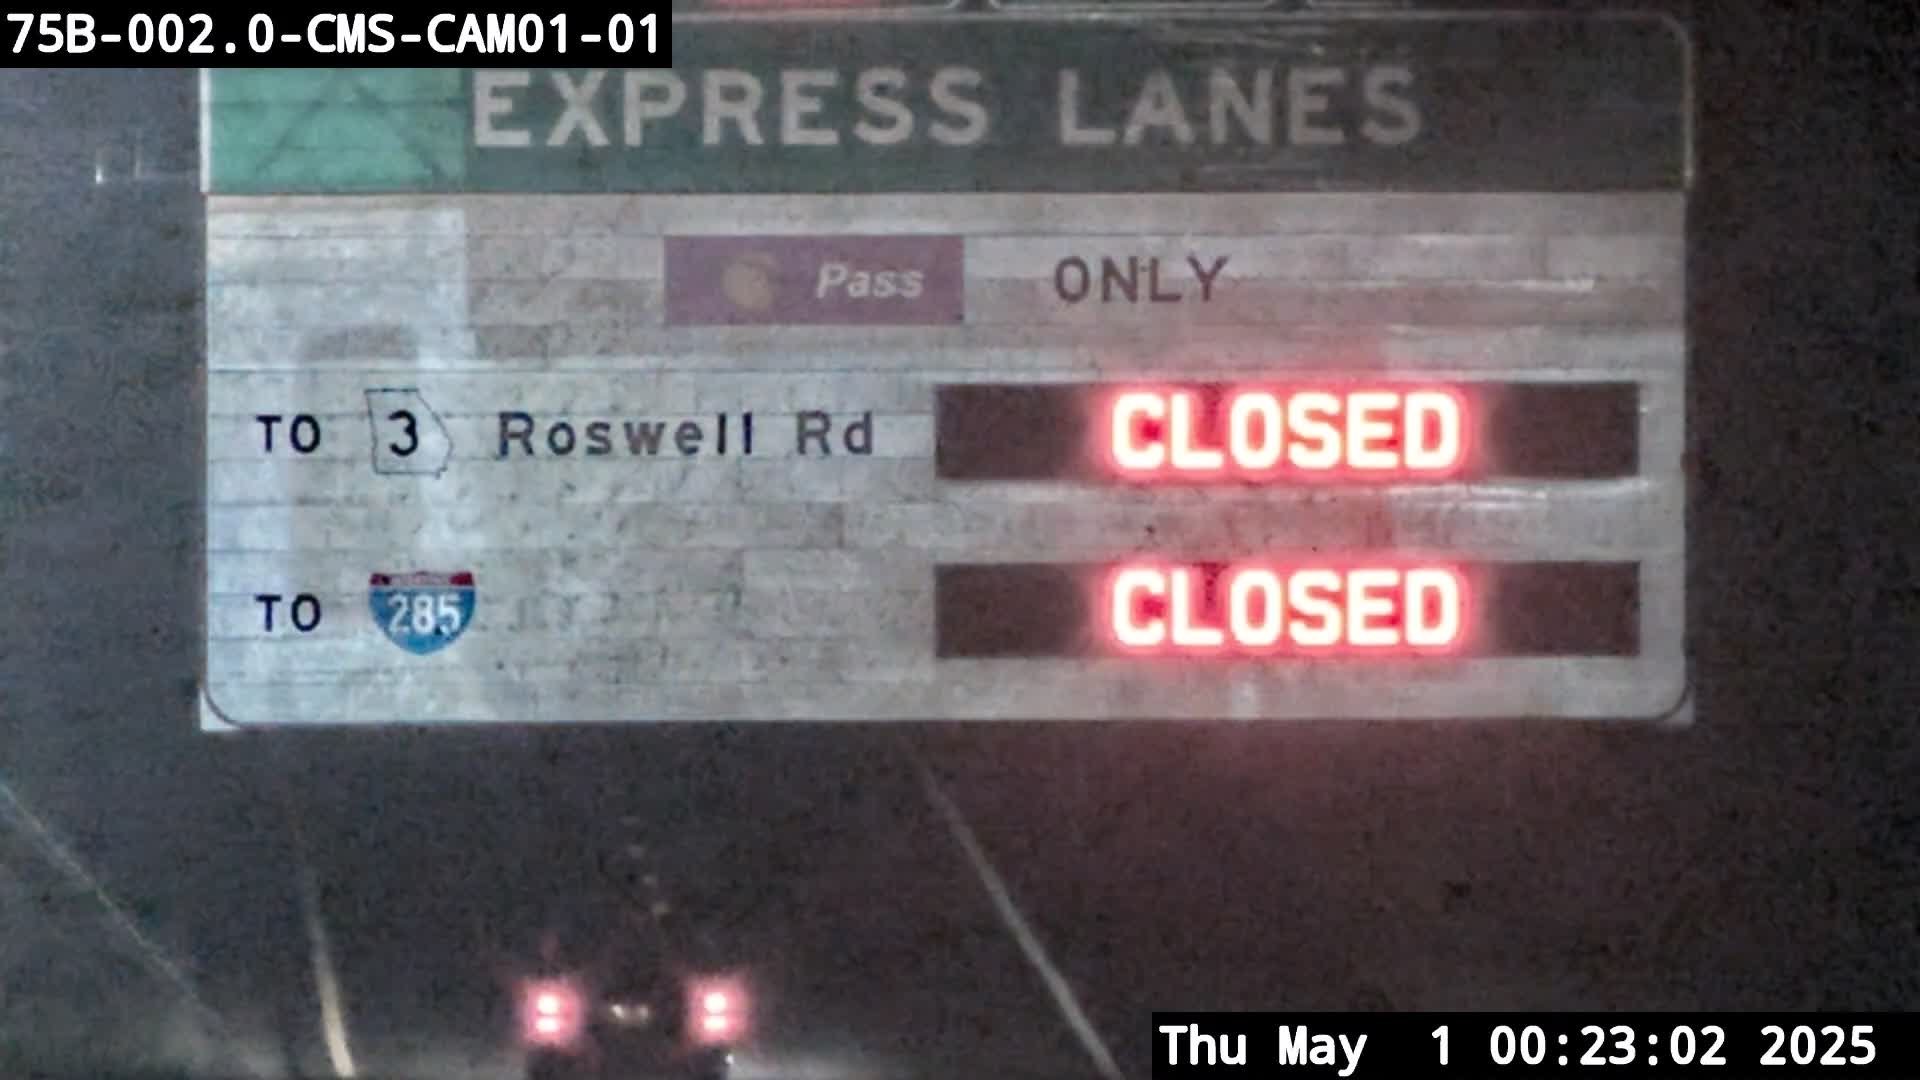 75B-002.0-CMS-CAM01-01
EXPRESS LANES
Pass ONLY
TO 3 Roswell Rd CLOSED
TO 285 CLOSED
Thu May 1 00:23:02 2025